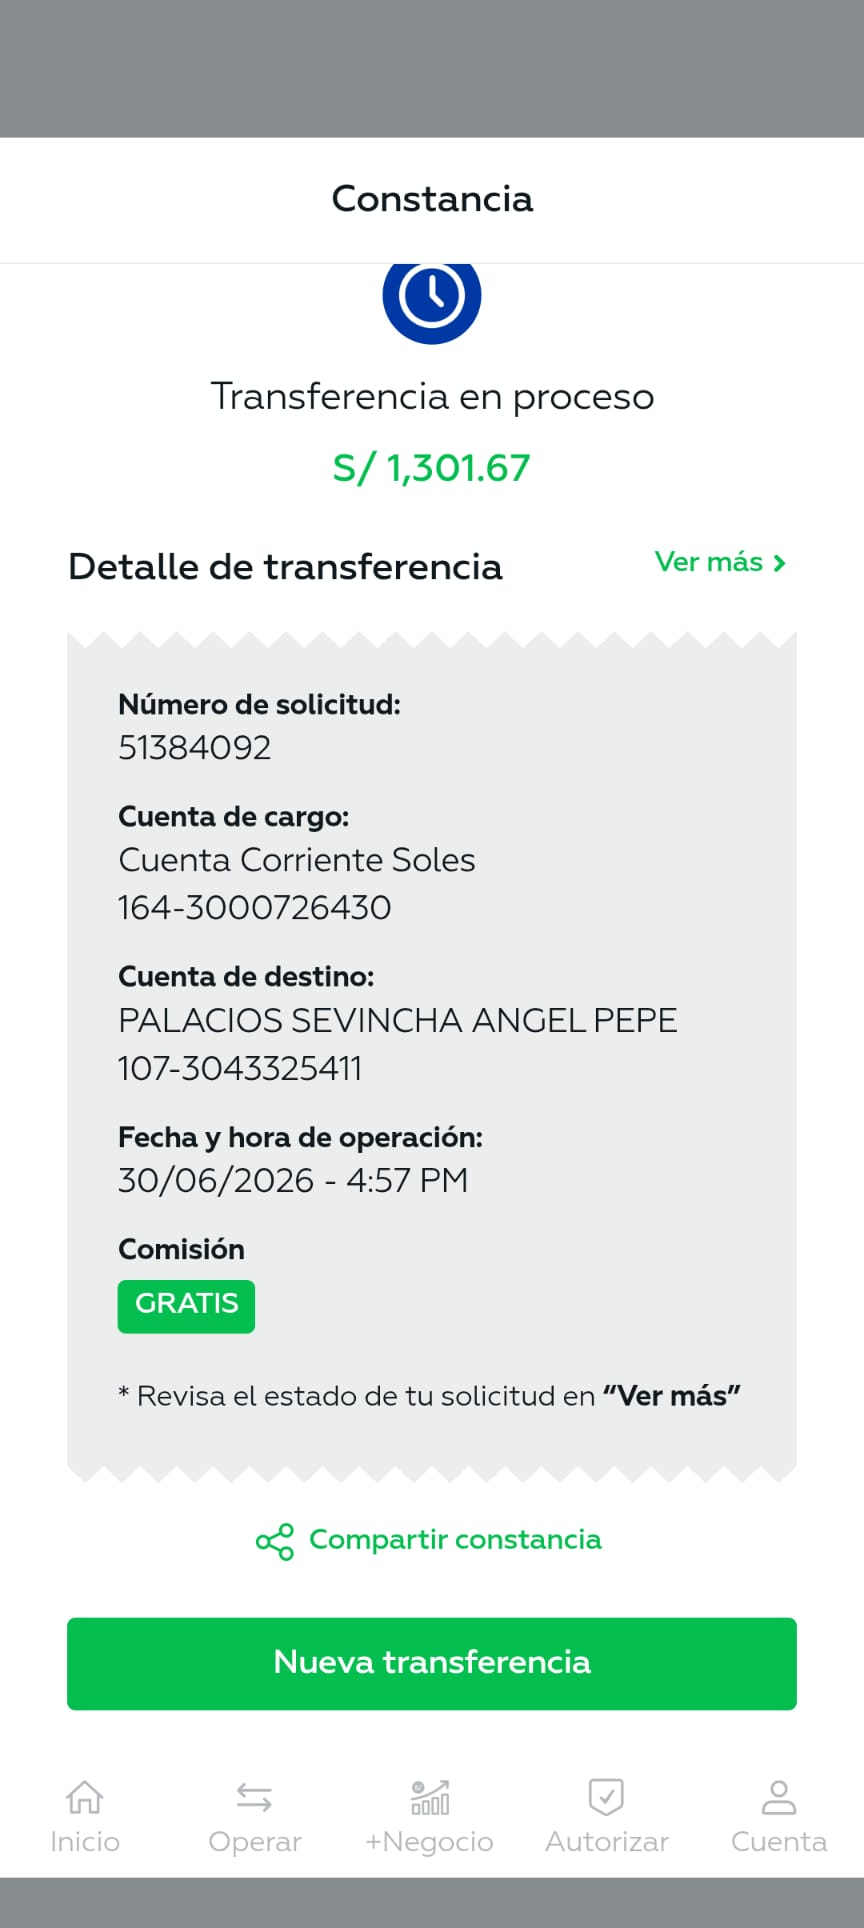 Constancia
Transferencia en proceso
S/ 1,301.67
Detalle de transferencia
Ver más >
Número de solicitud:
51384092
Cuenta de cargo:
Cuenta Corriente Soles
164-3000726430
Cuenta de destino:
PALACIOS SEVINCHA ANGEL PEPE
107-3043325411
Fecha y hora de operación:
30/06/2026 - 4:57 PM
Comisión
GRATIS
* Revisa el estado de tu solicitud en “Ver más”
Compartir constancia
Nueva transferencia
Inicio
Operar
+Negocio
Autorizar
Cuenta